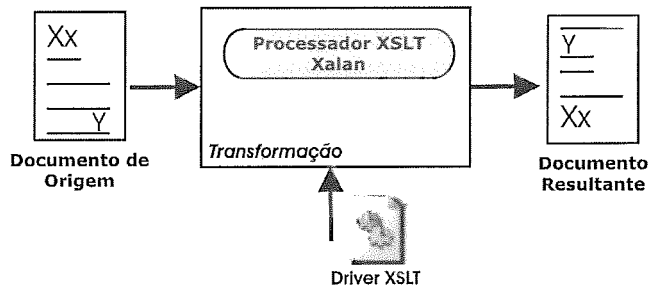 Xx
Y
Documento de
Origem
Processador XSLT
Xalan
Transformação
Driver XSLT
Y
Xx
Documento
Resultante